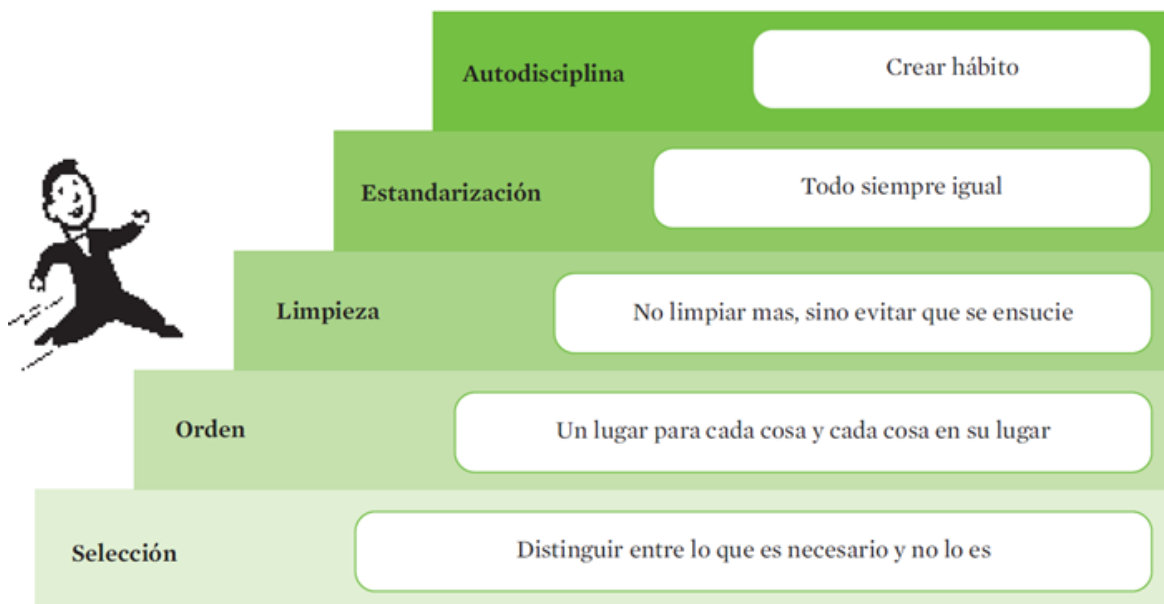 Autodisciplina
Crear hábito
Estandarización
Todo siempre igual
Limpieza
No limpiar mas, sino evitar que se ensucie
Orden
Un lugar para cada cosa y cada cosa en su lugar
Selección
Distinguir entre lo que es necesario y no lo es